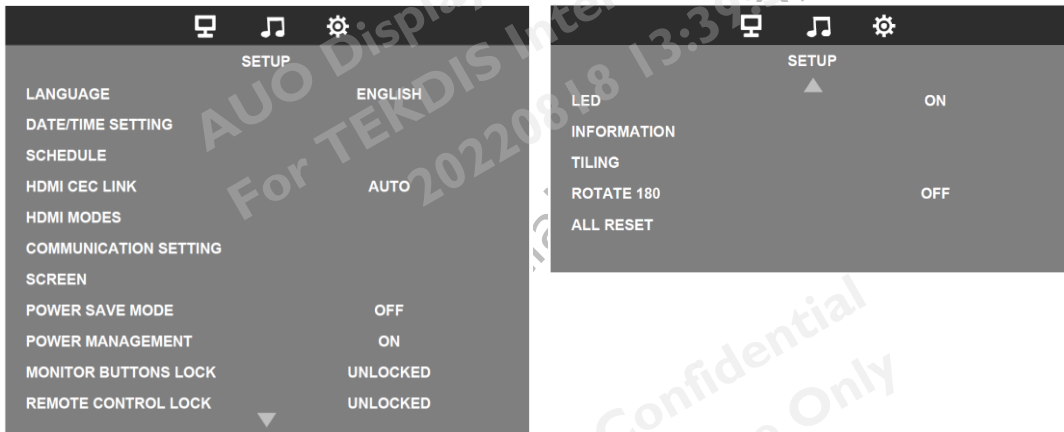 SETUP
LANGUAGE ENGLISH
DATE/TIME SETTING
SCHEDULE
HDMI CEC LINK AUTO
HDMI MODES
COMMUNICATION SETTING
SCREEN
POWER SAVE MODE OFF
POWER MANAGEMENT ON
MONITOR BUTTONS LOCK UNLOCKED
REMOTE CONTROL LOCK UNLOCKED
SETUP
LED ON
INFORMATION
TILING
ROTATE 180 OFF
ALL RESET
AUO Display
For TEKDIS
20220818 13:39
Confidential
Only